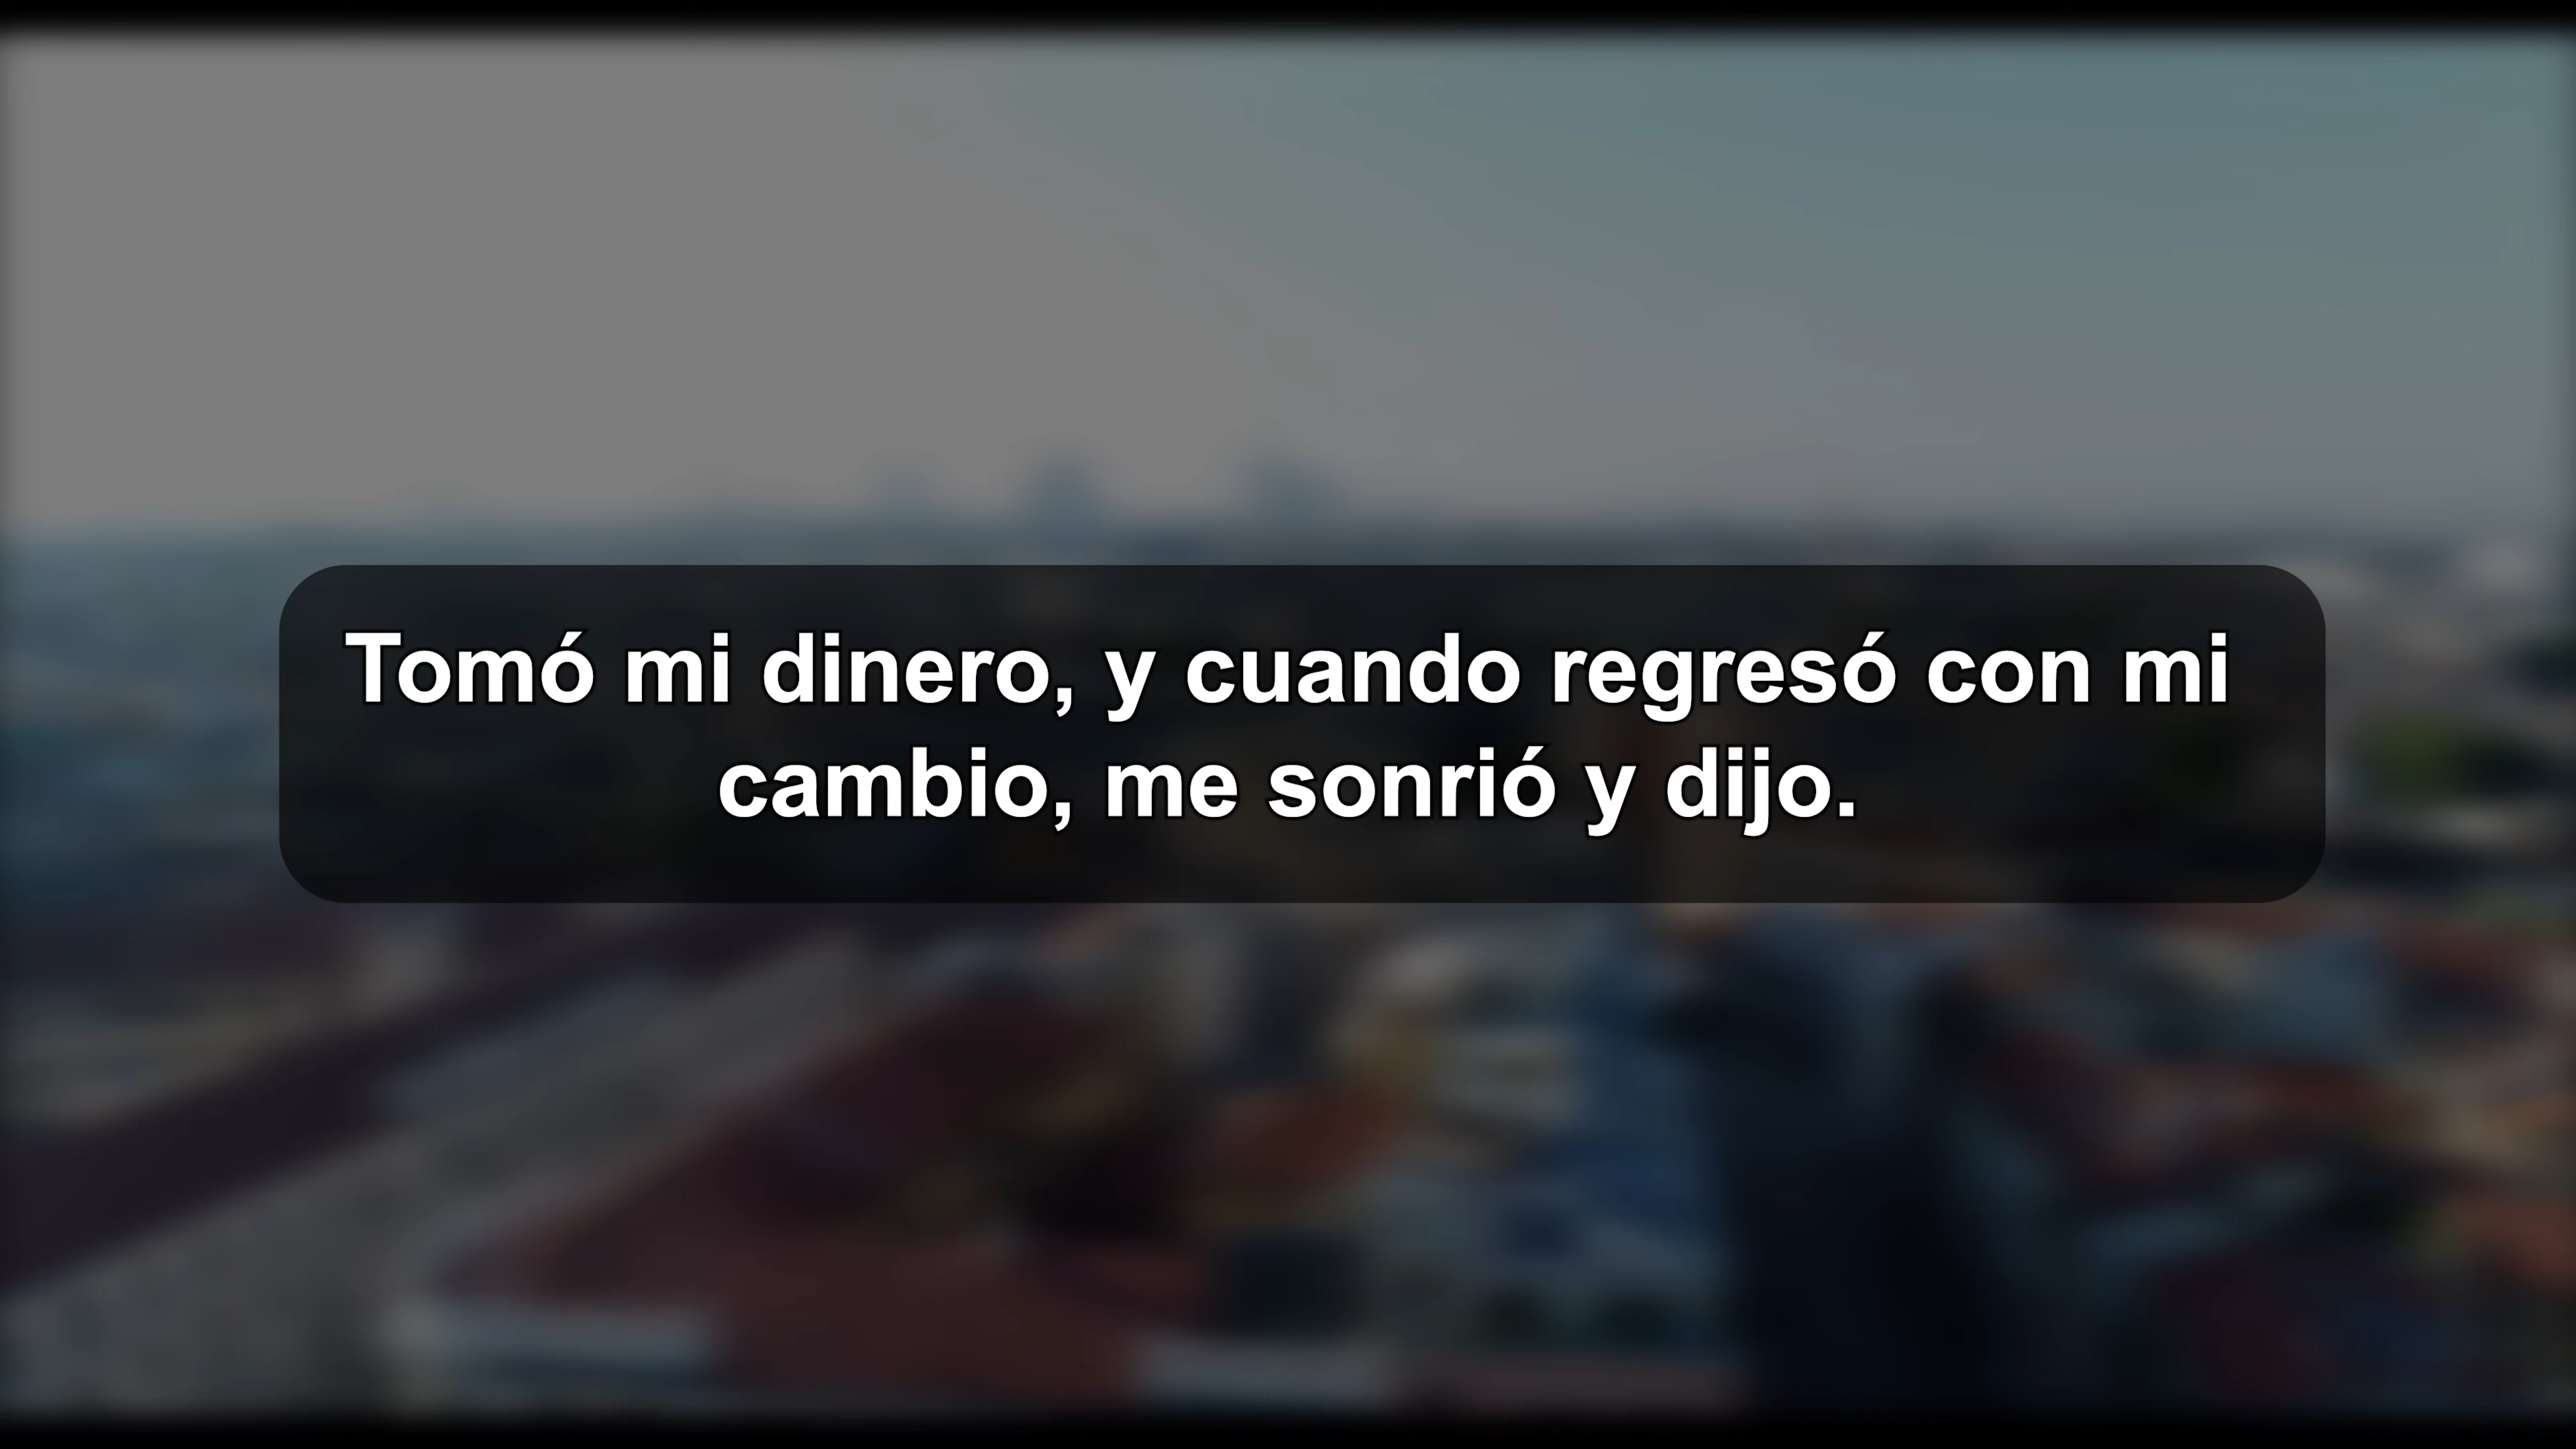 Tomó mi dinero, y cuando regresó con mi
cambio, me sonrió y dijo.